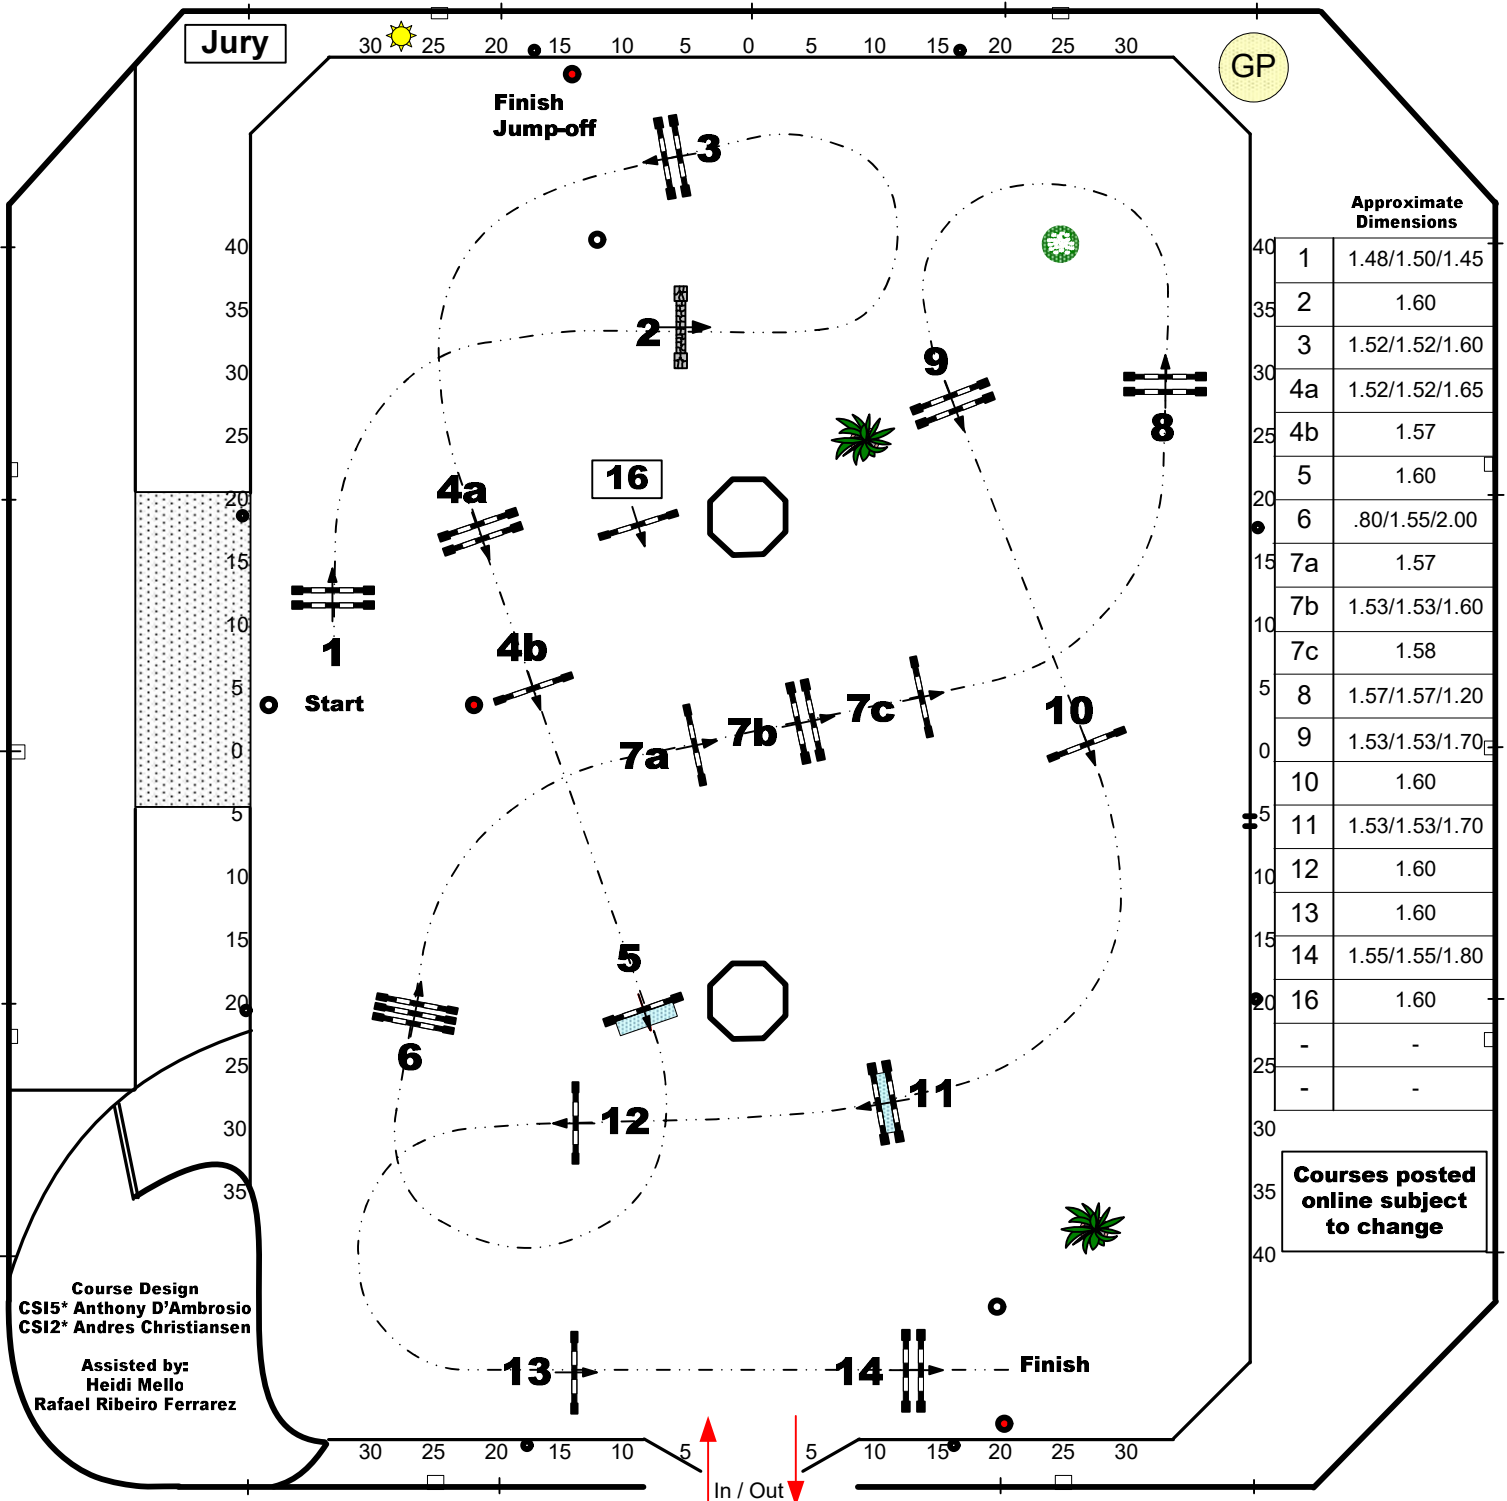 Jury
30 25 20 15 10 5 0 5 10 15 20 25 30
GP
Finish
Jump-off
3
40
35
30
25
20
15
10
5
0
5
10
15
20
25
30
35
2
9
8
4a
16
1
4b
Start
7a
7b
7c
10
5
6
11
12
13
14
Finish
40
35
30
25
20
15
10
5
0
5
10
15
20
25
30
35
40
Approximate
Dimensions
1 1.48/1.50/1.45
2 1.60
3 1.52/1.52/1.60
4a 1.52/1.52/1.65
4b 1.57
5 1.60
6 .80/1.55/2.00
7a 1.57
7b 1.53/1.53/1.60
7c 1.58
8 1.57/1.57/1.20
9 1.53/1.53/1.70
10 1.60
11 1.53/1.53/1.70
12 1.60
13 1.60
14 1.55/1.55/1.80
16 1.60
- -
- -
Courses posted
online subject
to change
Course Design
CSI5* Anthony D'Ambrosio
CSI2* Andres Christiansen
Assisted by:
Heidi Mello
Rafael Ribeiro Ferrarez
30 25 20 15 10 5 5 10 15 20 25 30
In / Out